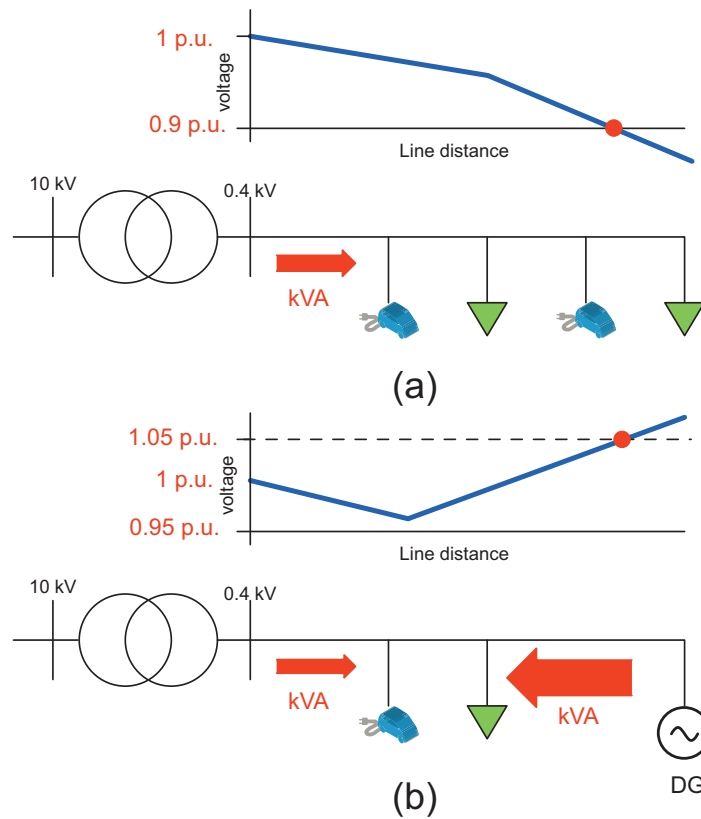 1 p.u.
voltage
0.9 p.u.
Line distance
10 kV
0.4 kV
kVA
(a)
1.05 p.u.
1 p.u.
voltage
0.95 p.u.
Line distance
10 kV
0.4 kV
kVA
kVA
DG
(b)